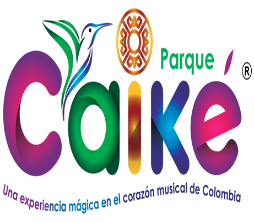 Parque
Caiké ®
Una experiencia mágica en el corazón musical de Colombia